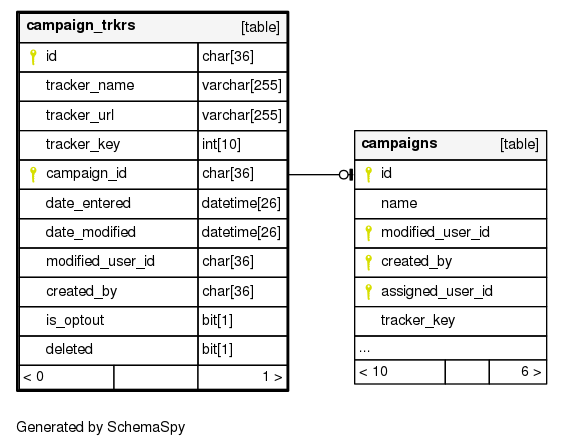 campaign_trkrs [table]
id char[36]
tracker_name varchar[255]
tracker_url varchar[255]
tracker_key int[10]
campaign_id char[36]
date_entered datetime[26]
date_modified datetime[26]
modified_user_id char[36]
created_by char[36]
is_optout bit[1]
deleted bit[1]
< 0 1 >
campaigns [table]
id
name
modified_user_id
created_by
assigned_user_id
tracker_key
...
< 10 6 >
Generated by SchemaSpy